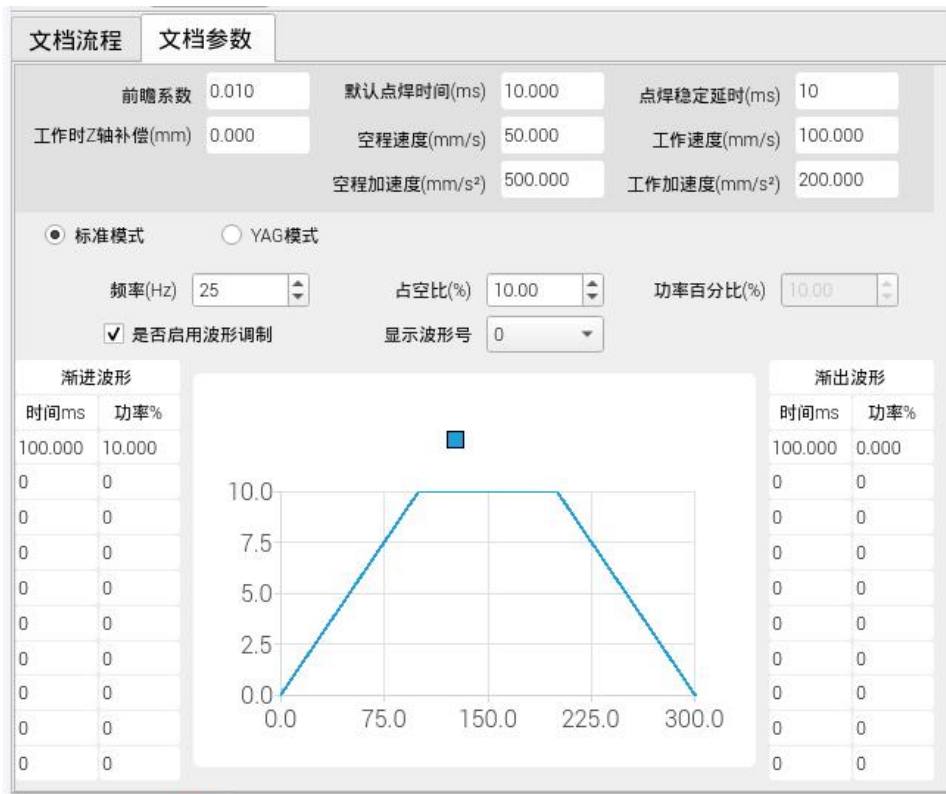 文档流程 文档参数
前瞻系数 0.010 默认点焊时间(ms) 10.000 点焊稳定延时(ms) 10
工作时Z轴补偿(mm) 0.000 空程速度(mm/s) 50.000 工作速度(mm/s) 100.000
空程加速度(mm/s²) 500.000 工作加速度(mm/s²) 200.000
标准模式 YAG模式
频率(Hz) 25 占空比(%) 10.00 功率百分比(%) 10.00
是否启用波形调制 显示波形号 0
渐进波形
时间ms 功率%
100.000 10.000
0 0
0 0
0 0
0 0
0 0
0 0
0 0
0 0
0 0
10.0
7.5
5.0
2.5
0.0
0.0 75.0 150.0 225.0 300.0
渐出波形
时间ms 功率%
100.000 0.000
0 0
0 0
0 0
0 0
0 0
0 0
0 0
0 0
0 0